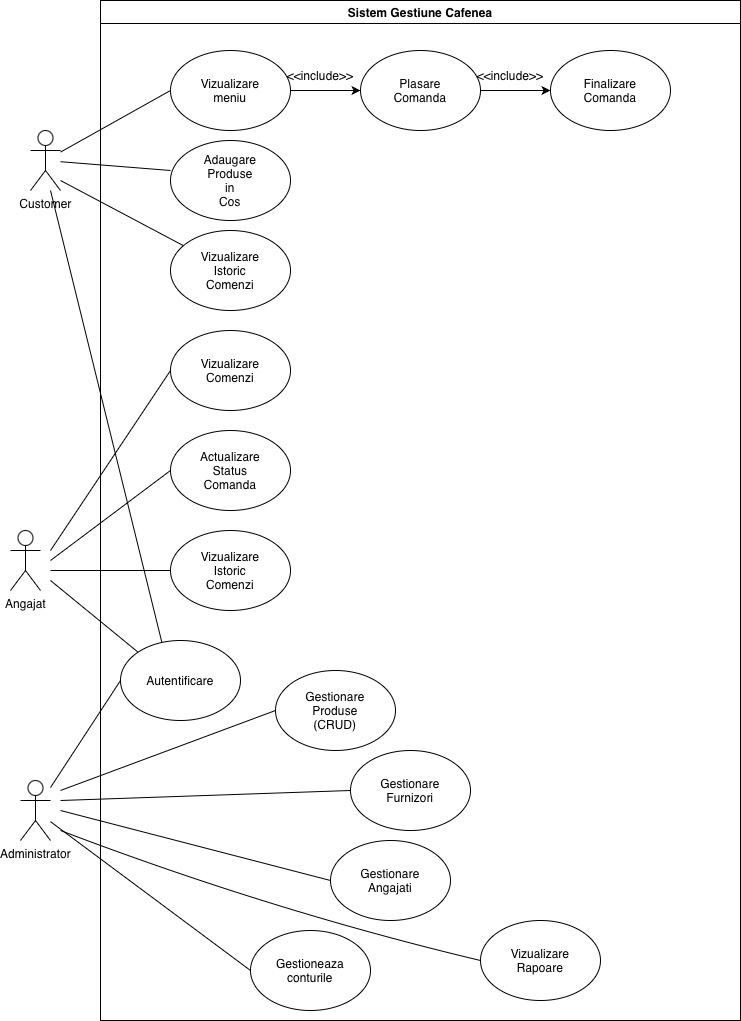 Sistem Gestiune Cafenea
Vizualizare
meniu
<<include>>
Plasare
Comanda
<<include>>
Finalizare
Comanda
Customer
Adaugare
Produse
in
Cos
Vizualizare
Istoric
Comenzi
Vizualizare
Comenzi
Actualizare
Status
Comanda
Angajat
Vizualizare
Istoric
Comenzi
Autentificare
Gestionare
Produse
(CRUD)
Administrator
Gestionare
Furnizori
Gestionare
Angajati
Vizualizare
Rapoare
Gestioneaza
conturile